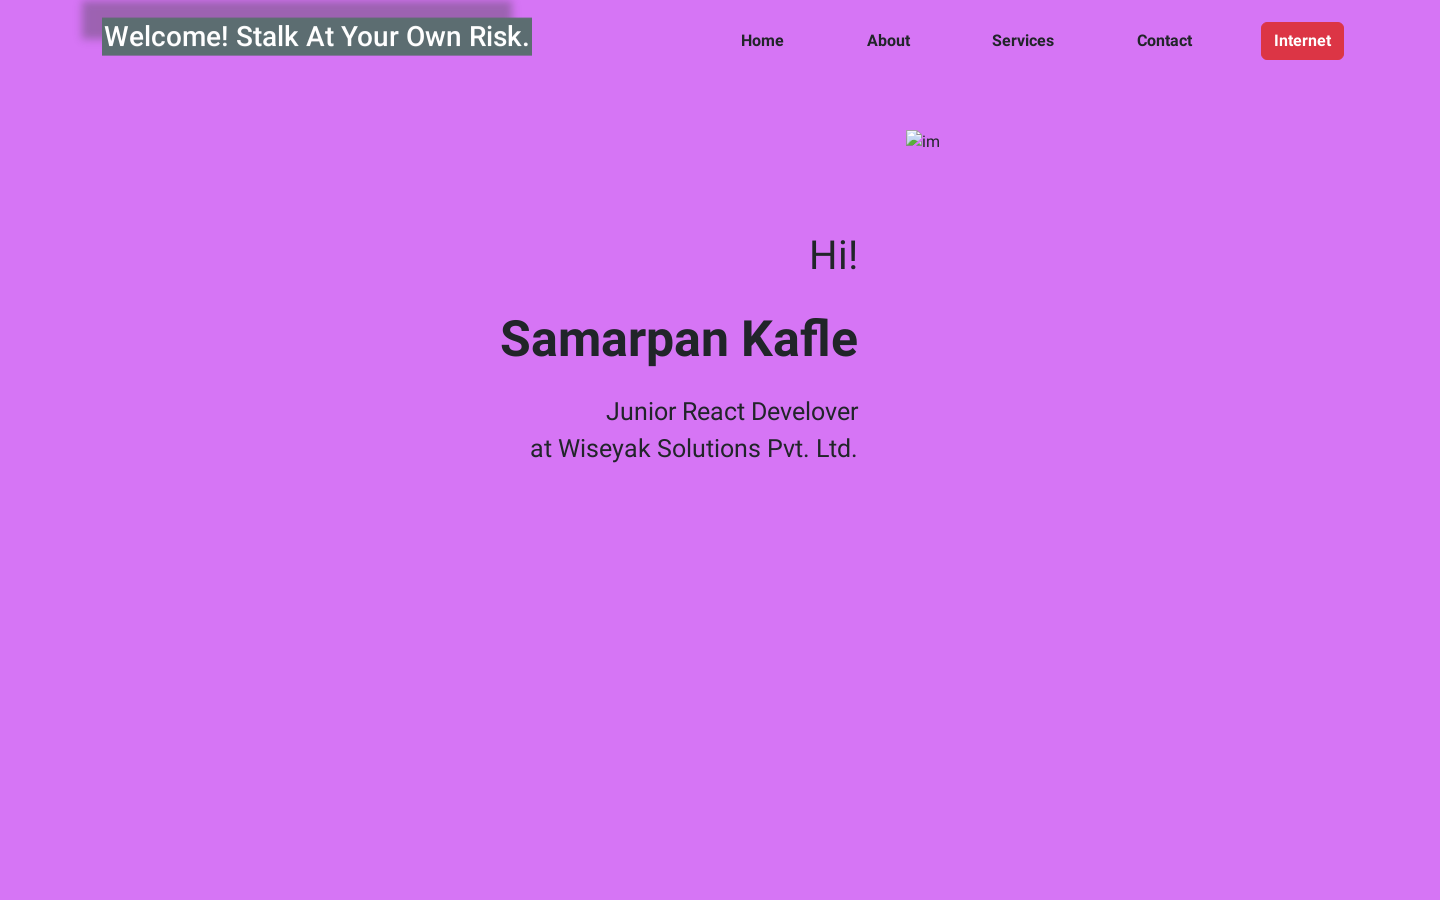 Welcome! Stalk At Your Own Risk.
Home
About
Services
Contact
Internet
im
Hi!
Samarpan Kafle
Junior React Develover
at Wiseyak Solutions Pvt. Ltd.